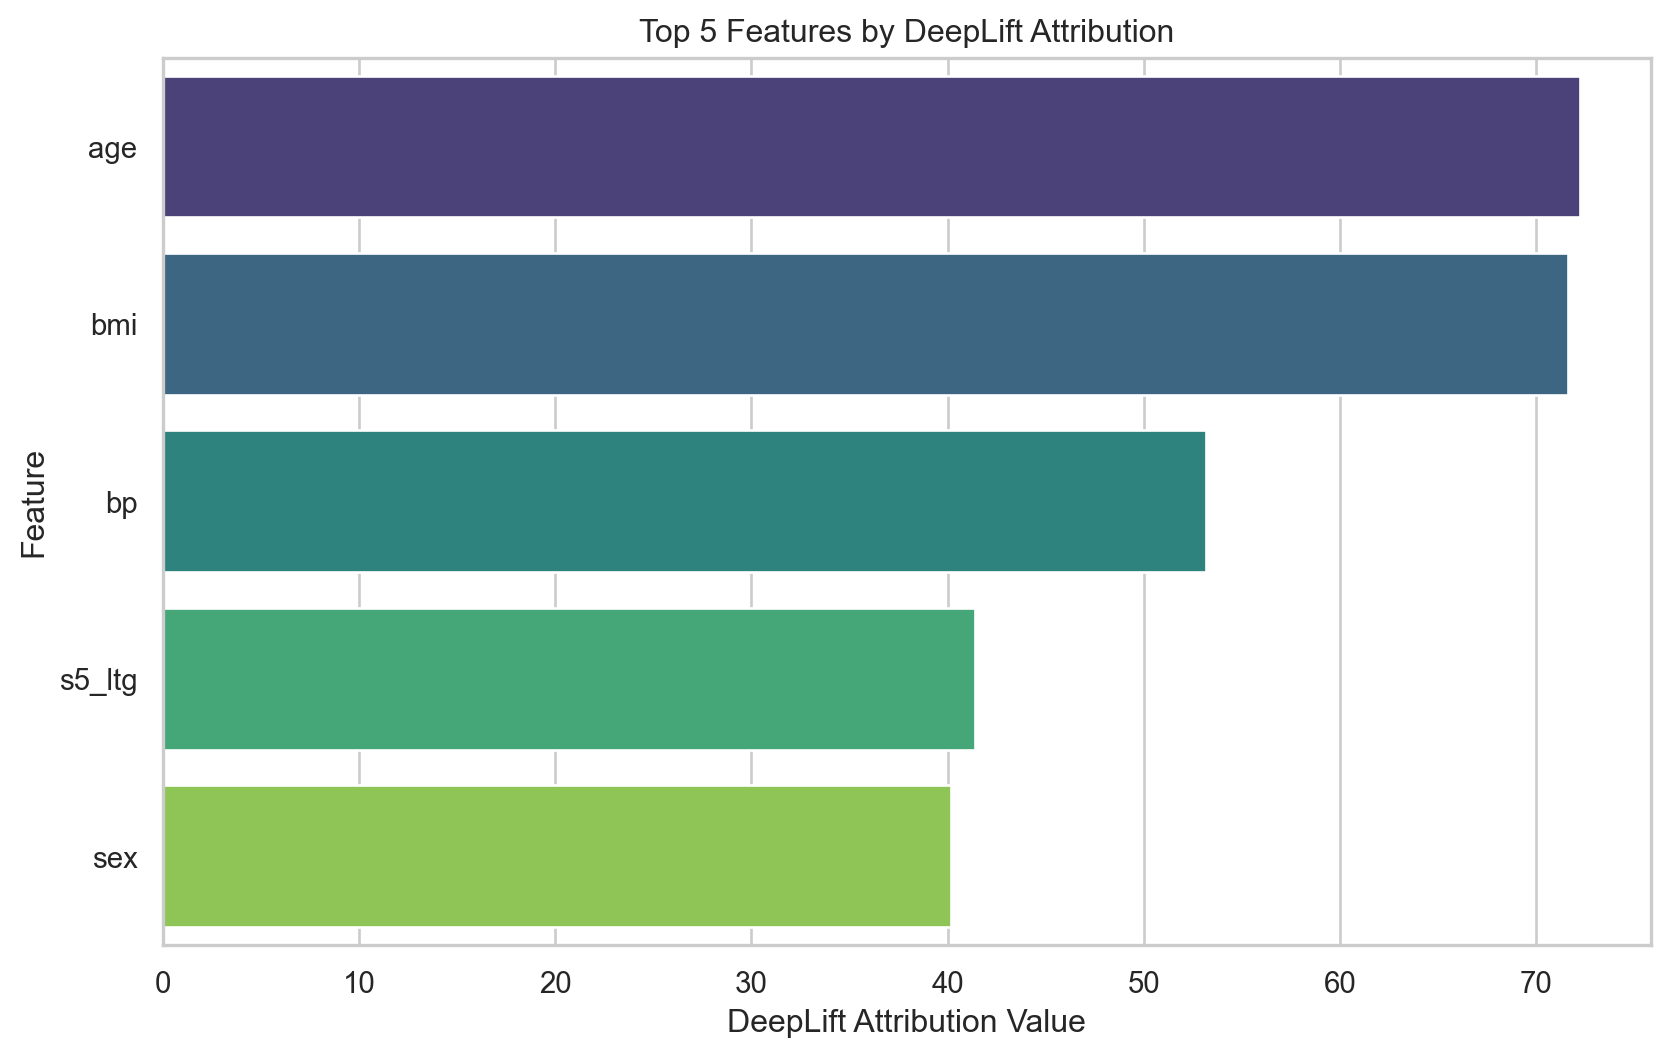 Top 5 Features by DeepLift Attribution
age
bmi
bp
s5_ltg
sex
Feature
0 10 20 30 40 50 60 70
DeepLift Attribution Value